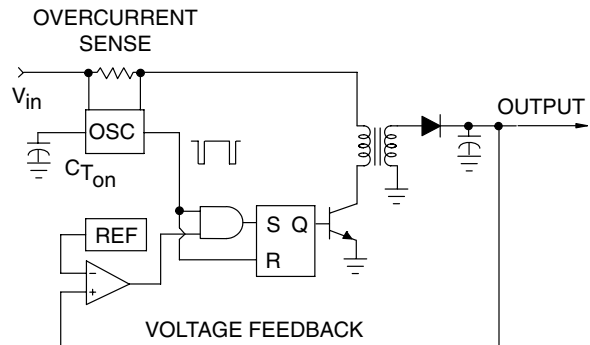 OVERCURRENT
SENSE
Vin
OSC
CTon
OUTPUT
S Q
R
REF
−
+
VOLTAGE FEEDBACK